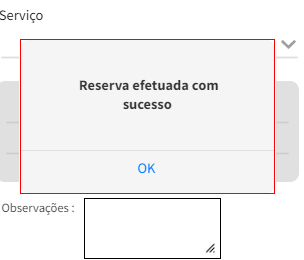 Serviço
Reserva efetuada com
sucesso
OK
Observações :